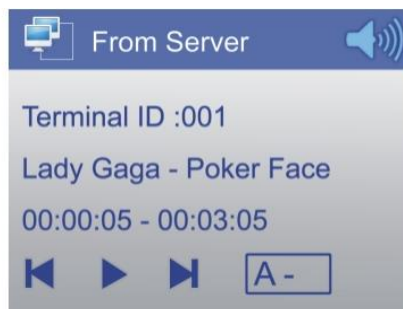 From Server
Terminal ID :001
Lady Gaga - Poker Face
00:00:05 - 00:03:05
A -